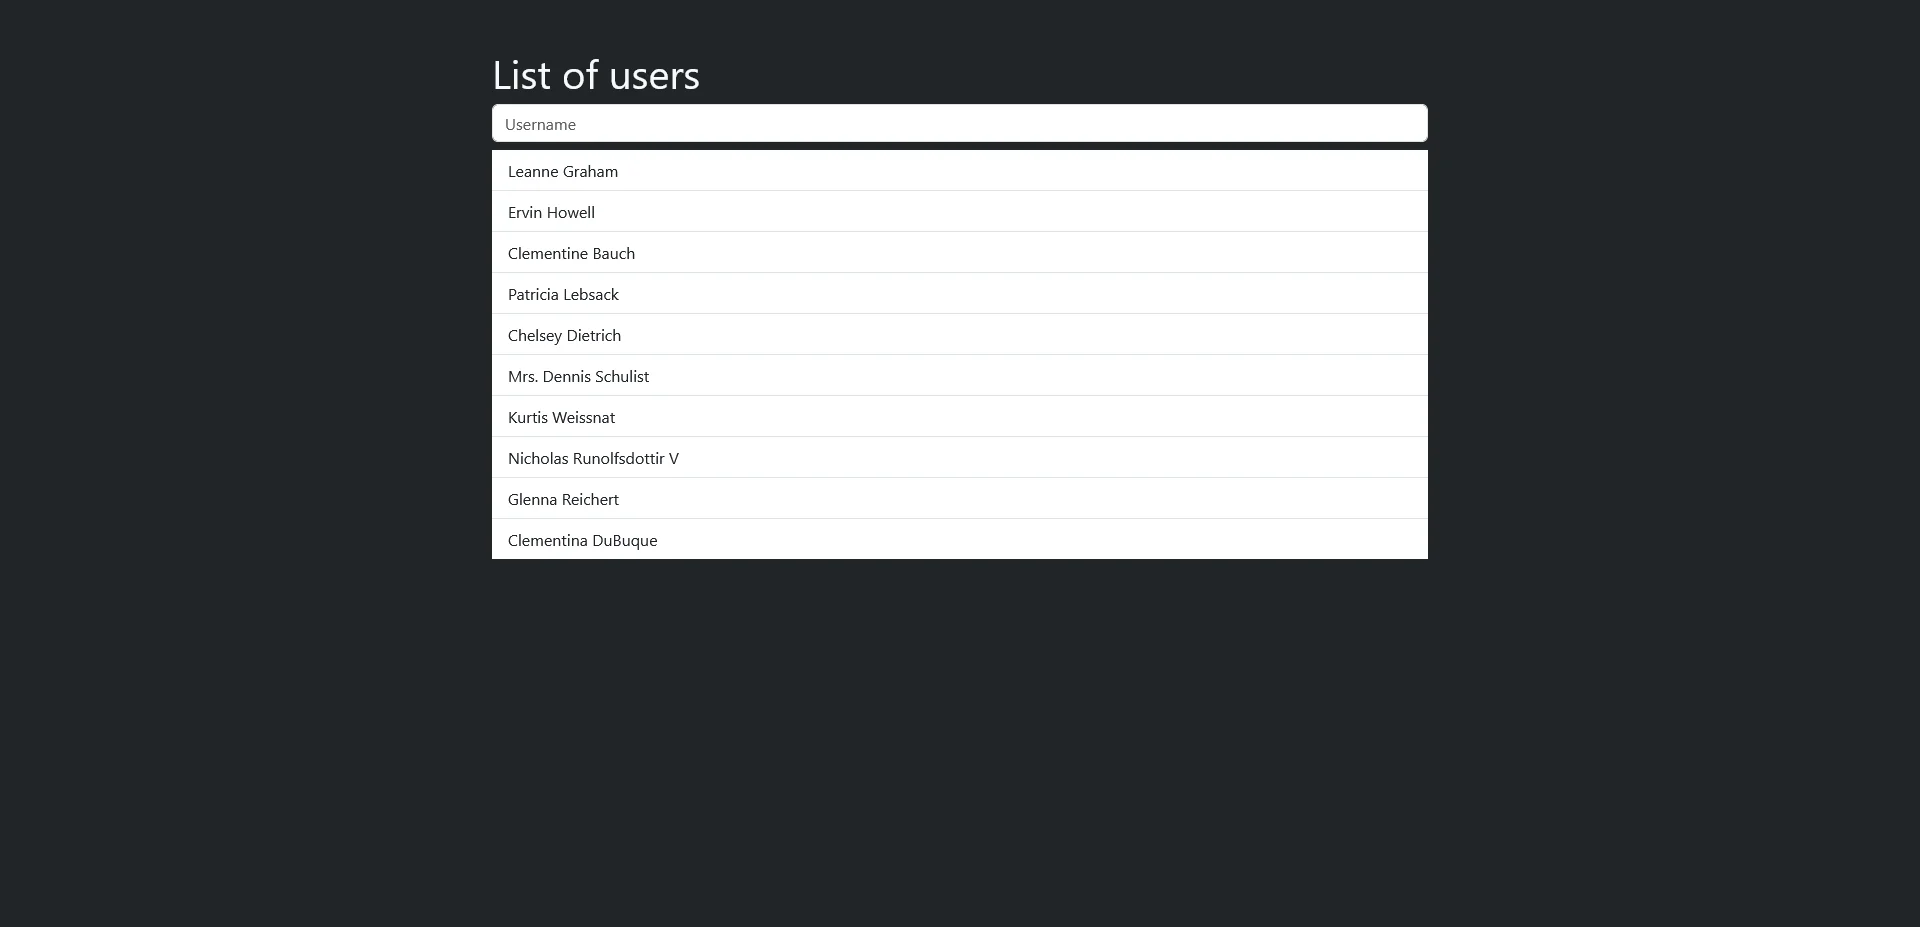 List of users
Username
Leanne Graham
Ervin Howell
Clementine Bauch
Patricia Lebsack
Chelsey Dietrich
Mrs. Dennis Schulist
Kurtis Weissnat
Nicholas Runolfsdottir V
Glenna Reichert
Clementina DuBuque